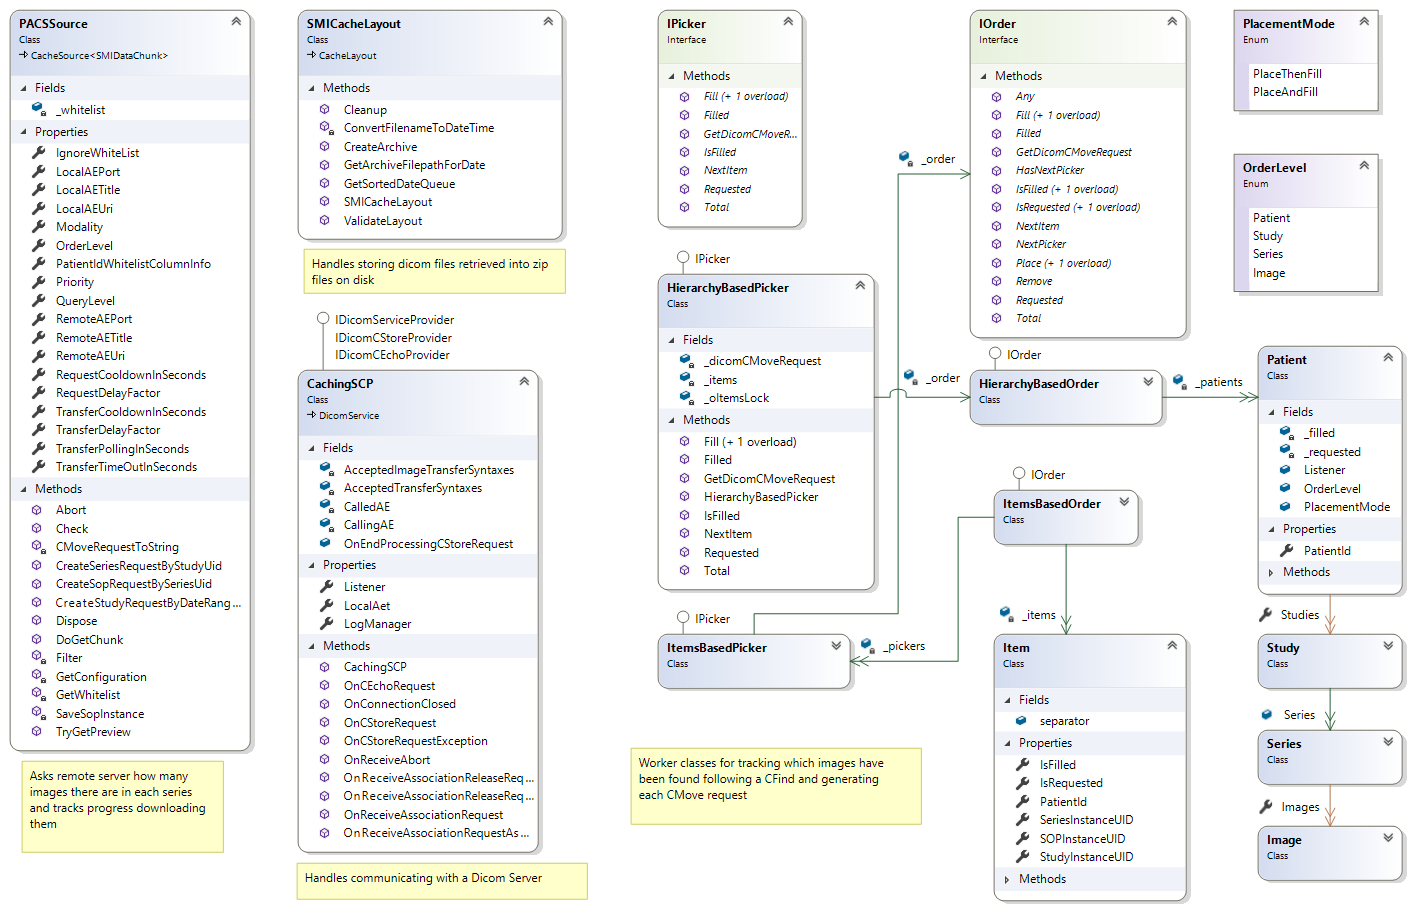 PACSSource
Class
CacheSource<SMIDataChunk>
Fields
_whitelist
Properties
IgnoreWhiteList
LocalAEPort
LocalAETitle
LocalAEUri
Modality
OrderLevel
PatientIdWhitelistColumnInfo
Priority
QueryLevel
RemoteAEPort
RemoteAETitle
RemoteAEUri
RequestCooldownInSeconds
RequestDelayFactor
TransferCooldownInSeconds
TransferDelayFactor
TransferPollingInSeconds
TransferTimeOutInSeconds
Methods
Abort
Check
CMoveRequestToString
CreateSeriesRequestByStudyUid
CreateSopRequestBySeriesUid
CreateStudyRequestByDateRang...
Dispose
DoGetChunk
Filter
GetConfiguration
GetWhitelist
SaveSopInstance
TryGetPreview
Asks remote server how many
images there are in each series
and tracks progress downloading
them
SMICacheLayout
Class
CacheLayout
Methods
Cleanup
ConvertFilenameToDateTime
CreateArchive
GetArchiveFilepathForDate
GetSortedDateQueue
SMICacheLayout
ValidateLayout
Handles storing dicom files retrieved into zip
files on disk
IDicomServiceProvider
IDicomCStoreProvider
IDicomCEchoProvider
CachingSCP
Class
DicomService
Fields
AcceptedImageTransferSyntaxes
AcceptedTransferSyntaxes
CalledAE
CallingAE
OnEndProcessingCStoreRequest
Properties
Listener
LocalAet
LogManager
Methods
CachingSCP
OnCEchoRequest
OnConnectionClosed
OnCStoreRequest
OnCStoreRequestException
OnReceiveAbort
OnReceiveAssociationReleaseReq...
OnReceiveAssociationReleaseReq...
OnReceiveAssociationRequest
OnReceiveAssociationRequestAs...
Handles communicating with a Dicom Server
IPicker
Interface
Methods
Fill (+ 1 overload)
Filled
GetDicomCMoveR...
IsFilled
NextItem
Requested
Total
IPicker
HierarchyBasedPicker
Class
Fields
_dicomCMoveRequest
_items
_oItemsLock
Methods
Fill (+ 1 overload)
Filled
GetDicomCMoveRequest
HierarchyBasedPicker
IsFilled
NextItem
Requested
Total
IPicker
ItemsBasedPicker
Class
_pickers
Worker classes for tracking which images have
been found following a CFind and generating
each CMove request
_order
_order
IOrder
Interface
Methods
Any
Fill (+ 1 overload)
Filled
GetDicomCMoveRequest
HasNextPicker
IsFilled (+ 1 overload)
IsRequested (+ 1 overload)
NextItem
NextPicker
Place (+ 1 overload)
Remove
Requested
Total
IOrder
HierarchyBasedOrder
Class
_patients
IOrder
ItemsBasedOrder
Class
_items
Item
Class
Fields
separator
Properties
IsFilled
IsRequested
PatientId
SeriesInstanceUID
SOPInstanceUID
StudyInstanceUID
Methods
PlacementMode
Enum
PlaceThenFill
PlaceAndFill
OrderLevel
Enum
Patient
Study
Series
Image
Patient
Class
Fields
_filled
_requested
Listener
OrderLevel
PlacementMode
Properties
PatientId
Methods
Studies
Study
Class
Series
Series
Class
Images
Image
Class